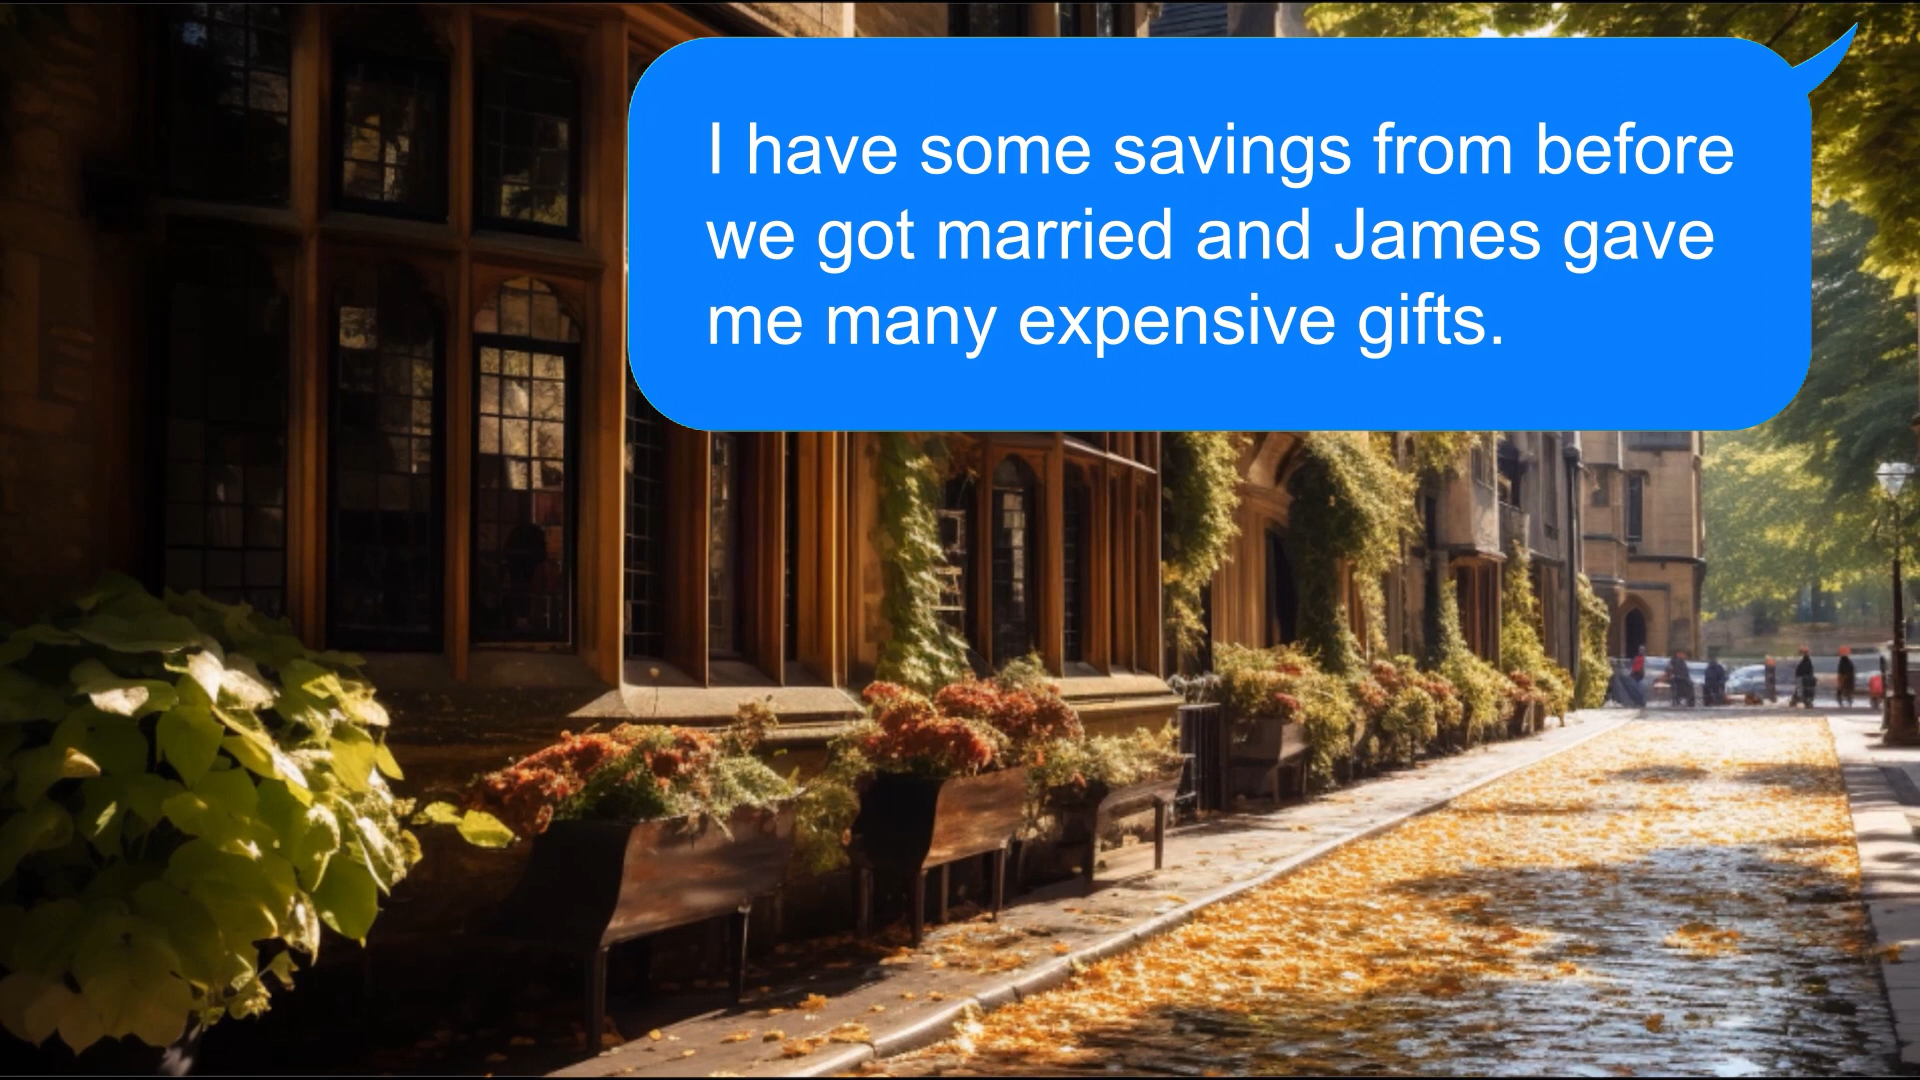 I have some savings from before
we got married and James gave
me many expensive gifts.